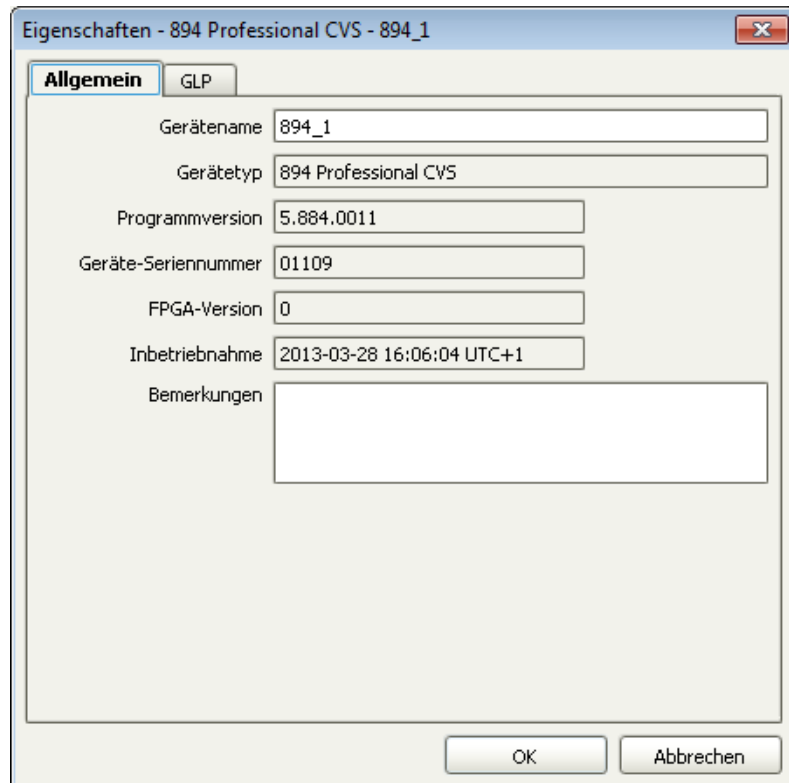 Eigenschaften - 894 Professional CVS - 894_1
Allgemein GLP
Gerätename 894_1
Gerätetyp 894 Professional CVS
Programmversion 5.884.0011
Geräte-Seriennummer 01109
FPGA-Version 0
Inbetriebnahme 2013-03-28 16:06:04 UTC+1
Bemerkungen
OK Abbrechen